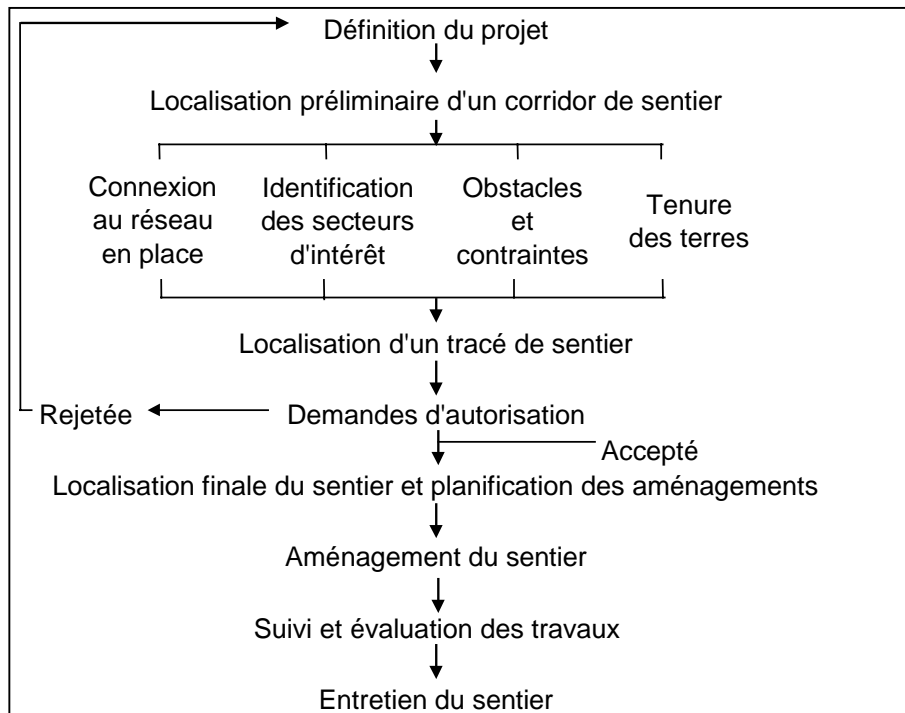 Définition du projet
Localisation préliminaire d'un corridor de sentier
Connexion
au réseau
en place
Identification
des secteurs
d'intérêt
Obstacles
et
contraintes
Tenure
des terres
Localisation d'un tracé de sentier
Rejetée
Demandes d'autorisation
Accepté
Localisation finale du sentier et planification des aménagements
Aménagement du sentier
Suivi et évaluation des travaux
Entretien du sentier